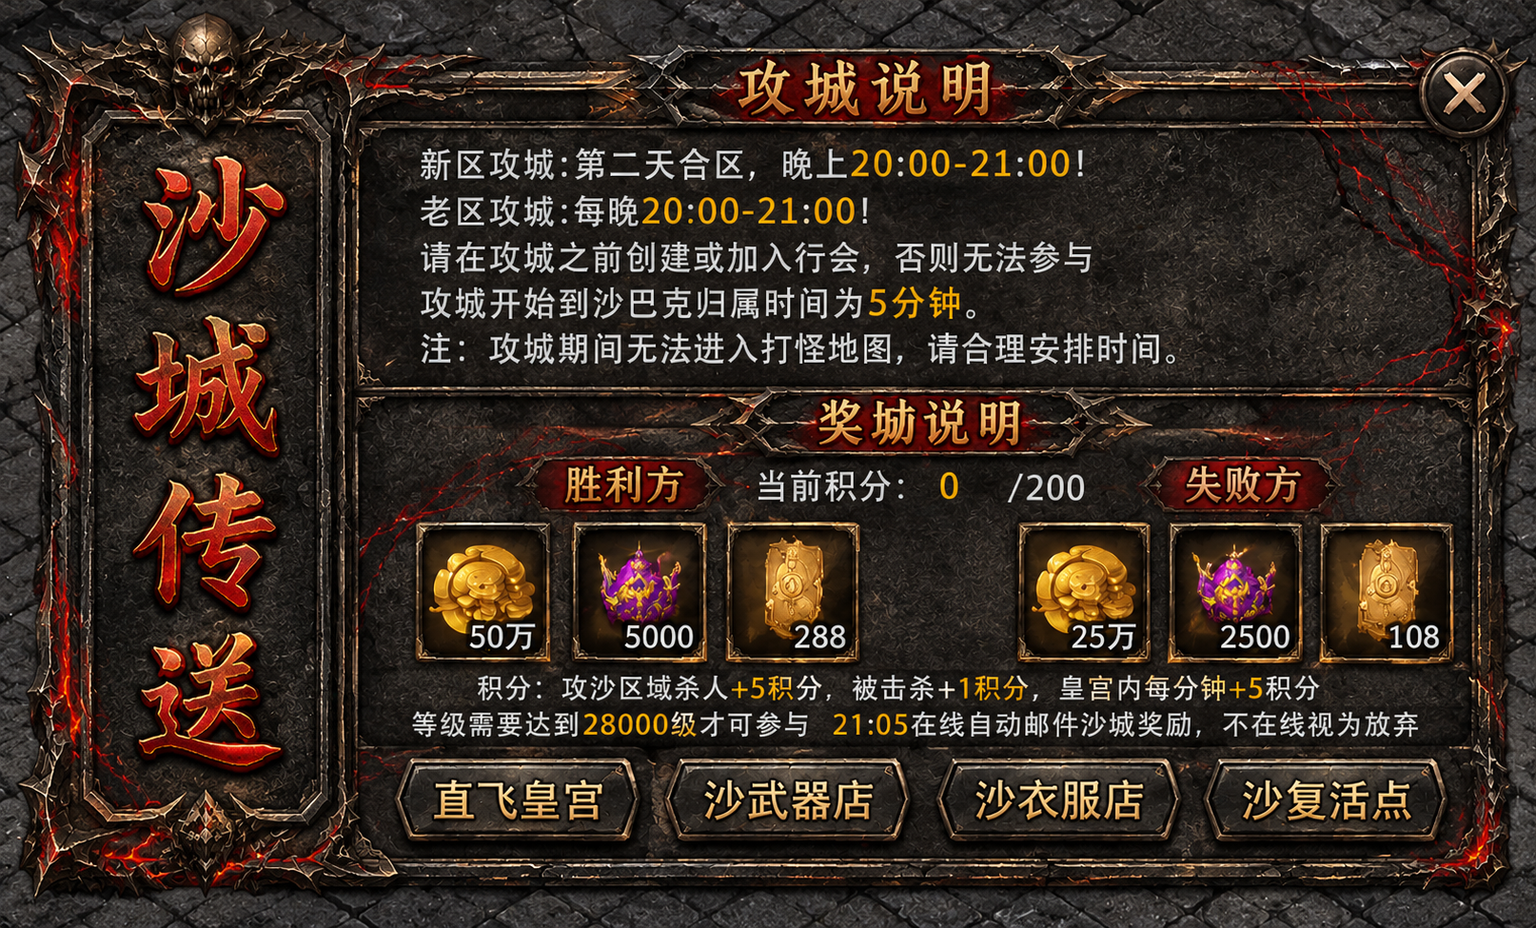 沙城传送
攻城说明
新区攻城:第二天合区，晚上20:00-21:00!
老区攻城:每晚20:00-21:00!
请在攻城之前创建或加入行会，否则无法参与
攻城开始到沙巴克归属时间为5分钟。
注：攻城期间无法进入打怪地图，请合理安排时间。
奖励说明
胜利方
当前积分： 0 /200
失败方
50万 5000 288
25万 2500 108
积分：攻沙区域杀人+5积分，被击杀+1积分，皇宫内每分钟+5积分
等级需要达到28000级才可参与 21:05在线自动邮件沙城奖励，不在线视为放弃
直飞皇宫 沙武器店 沙衣服店 沙复活点